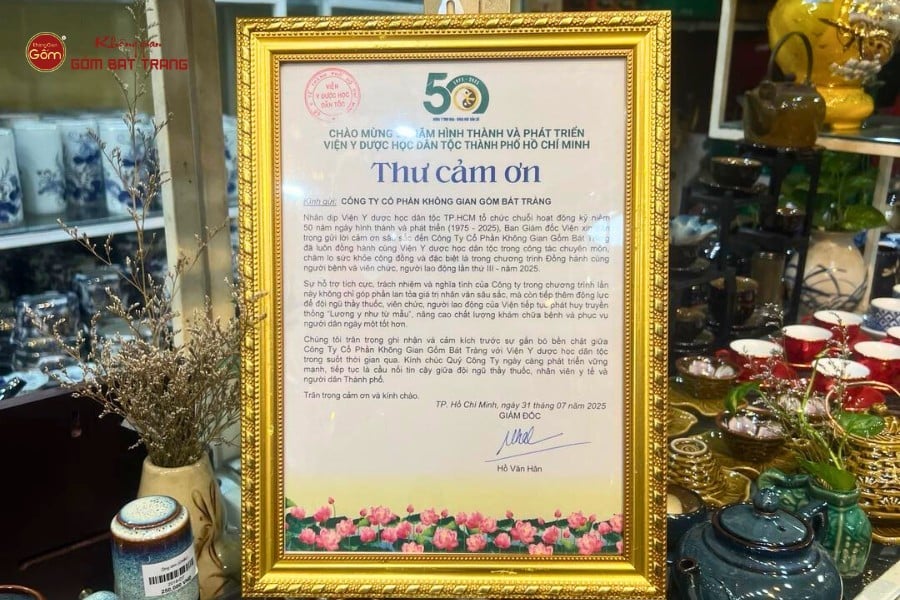 Không Gian
Gốm
Không gian
GỐM BÁT TRÀNG
VIỆN
Y DƯỢC HỌC
DÂN TỘC
50
1975 - 2025
CHÀO MỪNG NĂM HÌNH THÀNH VÀ PHÁT TRIỂN
VIỆN Y DƯỢC HỌC DÂN TỘC THÀNH PHỐ HỒ CHÍ MINH
Thư cảm ơn
Kính gửi: CÔNG TY CỔ PHẦN KHÔNG GIAN GỐM BÁT TRÀNG
Nhân dịp Viện Y dược học dân tộc TP.HCM tổ chức chuỗi hoạt động kỷ niệm
50 năm ngày hình thành và phát triển (1975 - 2025), Ban Giám đốc Viện xin trân
trọng gửi lời cảm ơn sâu sắc đến Công Ty Cổ Phần Không Gian Gốm Bát Tràng
đã luôn đồng hành cùng Viện Y dược học dân tộc trong công tác chuyên môn,
chăm lo sức khỏe cộng đồng và đặc biệt là trong chương trình Đồng hành cùng
người bệnh và viên chức, người lao động lần thứ III - năm 2025.
Sự hỗ trợ tích cực, trách nhiệm và nghĩa tình của Công ty trong chương trình lần
này không chỉ góp phần lan tỏa giá trị nhân văn sâu sắc, mà còn tiếp thêm động lực
để đội ngũ thầy thuốc, viên chức, người lao động của Viện tiếp tục phát huy truyền
thống "Lương y như từ mẫu", nâng cao chất lượng khám chữa bệnh và phục vụ
người dân ngày một tốt hơn.
Chúng tôi trân trọng ghi nhận và cảm kích trước sự gắn bó bền chặt giữa
Công Ty Cổ Phần Không Gian Gốm Bát Tràng với Viện Y dược học dân tộc
trong suốt thời gian qua. Kính chúc Quý Công Ty ngày càng phát triển vững
mạnh, tiếp tục là cầu nối tin cậy giữa đội ngũ thầy thuốc, nhân viên y tế và
người dân Thành phố.
Trân trọng cảm ơn và kính chào.
TP. Hồ Chí Minh, ngày 31 tháng 07 năm 2025
GIÁM ĐỐC
Hồ Văn Hân
250,000 VND